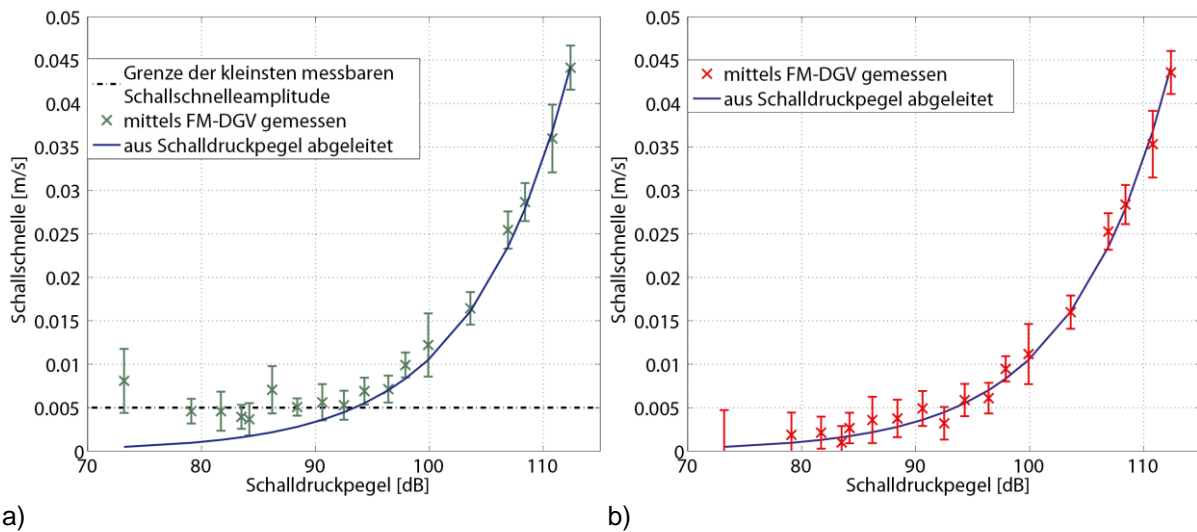 0.05
0.045
0.04
0.035
0.03
0.025
0.02
0.015
0.01
0.005
0
Schallschnelle [m/s]
Grenze der kleinsten messbaren
Schallschnelleamplitude
mittels FM-DGV gemessen
aus Schalldruckpegel abgeleitet
70 80 90 100 110
Schalldruckpegel [dB]
a)
0.05
0.045
0.04
0.035
0.03
0.025
0.02
0.015
0.01
0.005
0
Schallschnelle [m/s]
mittels FM-DGV gemessen
aus Schalldruckpegel abgeleitet
70 80 90 100 110
Schalldruckpegel [dB]
b)